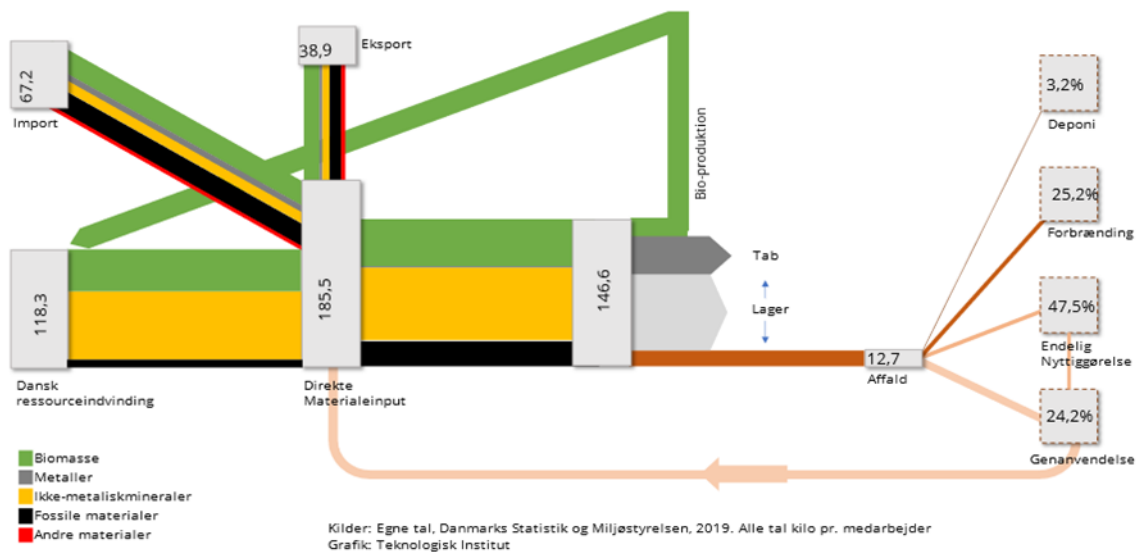 67,2
Import
38,9
Eksport
Bio-produktion
118,3
Dansk
ressourceindvinding
185,5
Direkte
Materialeinput
146,6
Tab
Lager
12,7
Affald
3,2%
Deponi
25,2%
Forbrænding
47,5%
Endelig
Nyttiggørelse
24,2%
Genanvendelse
Biomasse
Metaller
Ikke-metaliskmineraler
Fossile materialer
Andre materialer
Kilder: Egne tal, Danmarks Statistik og Miljøstyrelsen, 2019. Alle tal kilo pr. medarbejder
Grafik: Teknologisk Institut